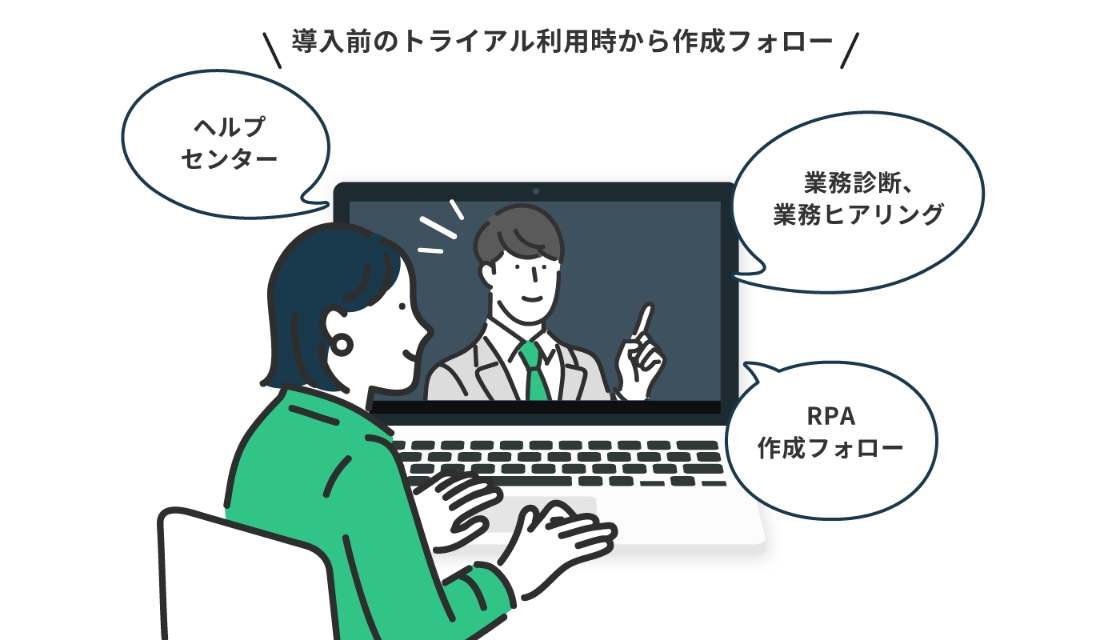 導入前のトライアル利用時から作成フォロー
ヘルプ
センター
業務診断、
業務ヒアリング
RPA
作成フォロー